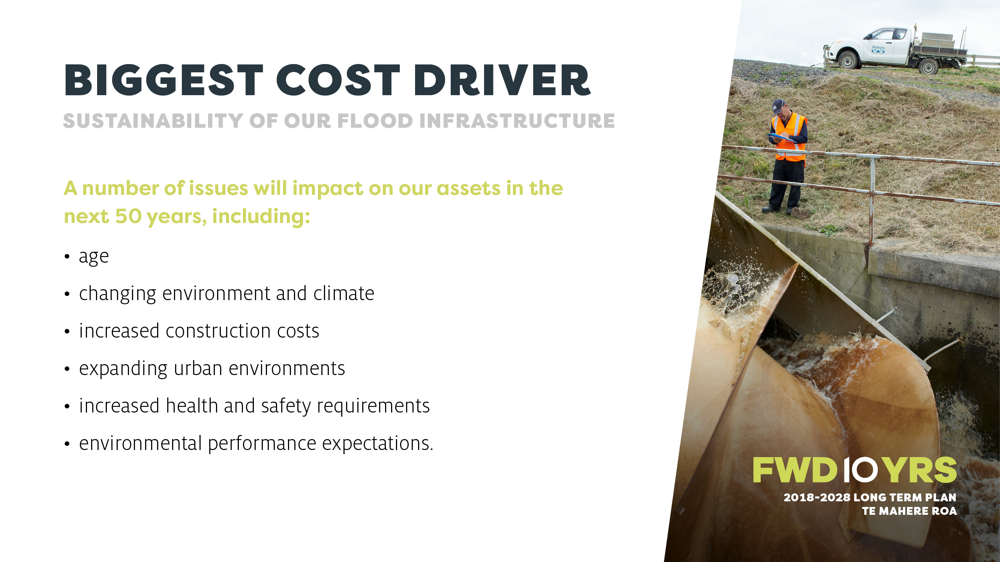 BIGGEST COST DRIVER
SUSTAINABILITY OF OUR FLOOD INFRASTRUCTURE
A number of issues will impact on our assets in the
next 50 years, including:
• age
• changing environment and climate
• increased construction costs
• expanding urban environments
• increased health and safety requirements
• environmental performance expectations.
Waikato
FWD 10 YRS
2018-2028 LONG TERM PLAN
TE MAHERE ROA